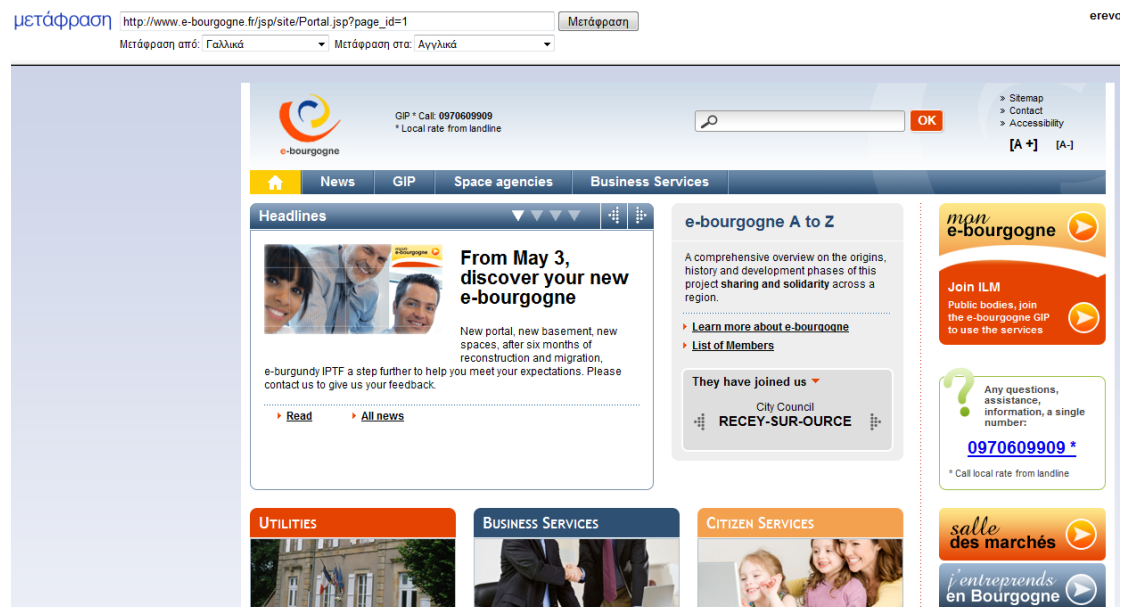 μετάφραση
http://www.e-bourgogne.fr/jsp/site/Portal.jsp?page_id=1
Μετάφραση
Μετάφραση από: Γαλλικά
Μετάφραση στα: Αγγλικά
e-bourgogne
GIP * Call: 0970609909
* Local rate from landline
OK
» Sitemap
» Contact
» Accessibility
[A +] [A-]
News GIP Space agencies Business Services
Headlines
From May 3,
discover your new
e-bourgogne
New portal, new basement, new
spaces, after six months of
reconstruction and migration,
e-burgundy IPTF a step further to help you meet your expectations. Please
contact us to give us your feedback.
Read All news
e-bourgogne A to Z
A comprehensive overview on the origins,
history and development phases of this
project sharing and solidarity across a
region.
Learn more about e-bourgogne
List of Members
They have joined us
City Council
RECEY-SUR-OURCE
mon
e-bourgogne
Join ILM
Public bodies, join
the e-bourgogne GIP
to use the services
?
Any questions,
assistance,
information, a single
number:
0970609909 *
* Call local rate from landline
UTILITIES
BUSINESS SERVICES
CITIZEN SERVICES
salle
des marchés
j'entreprends
en Bourgogne